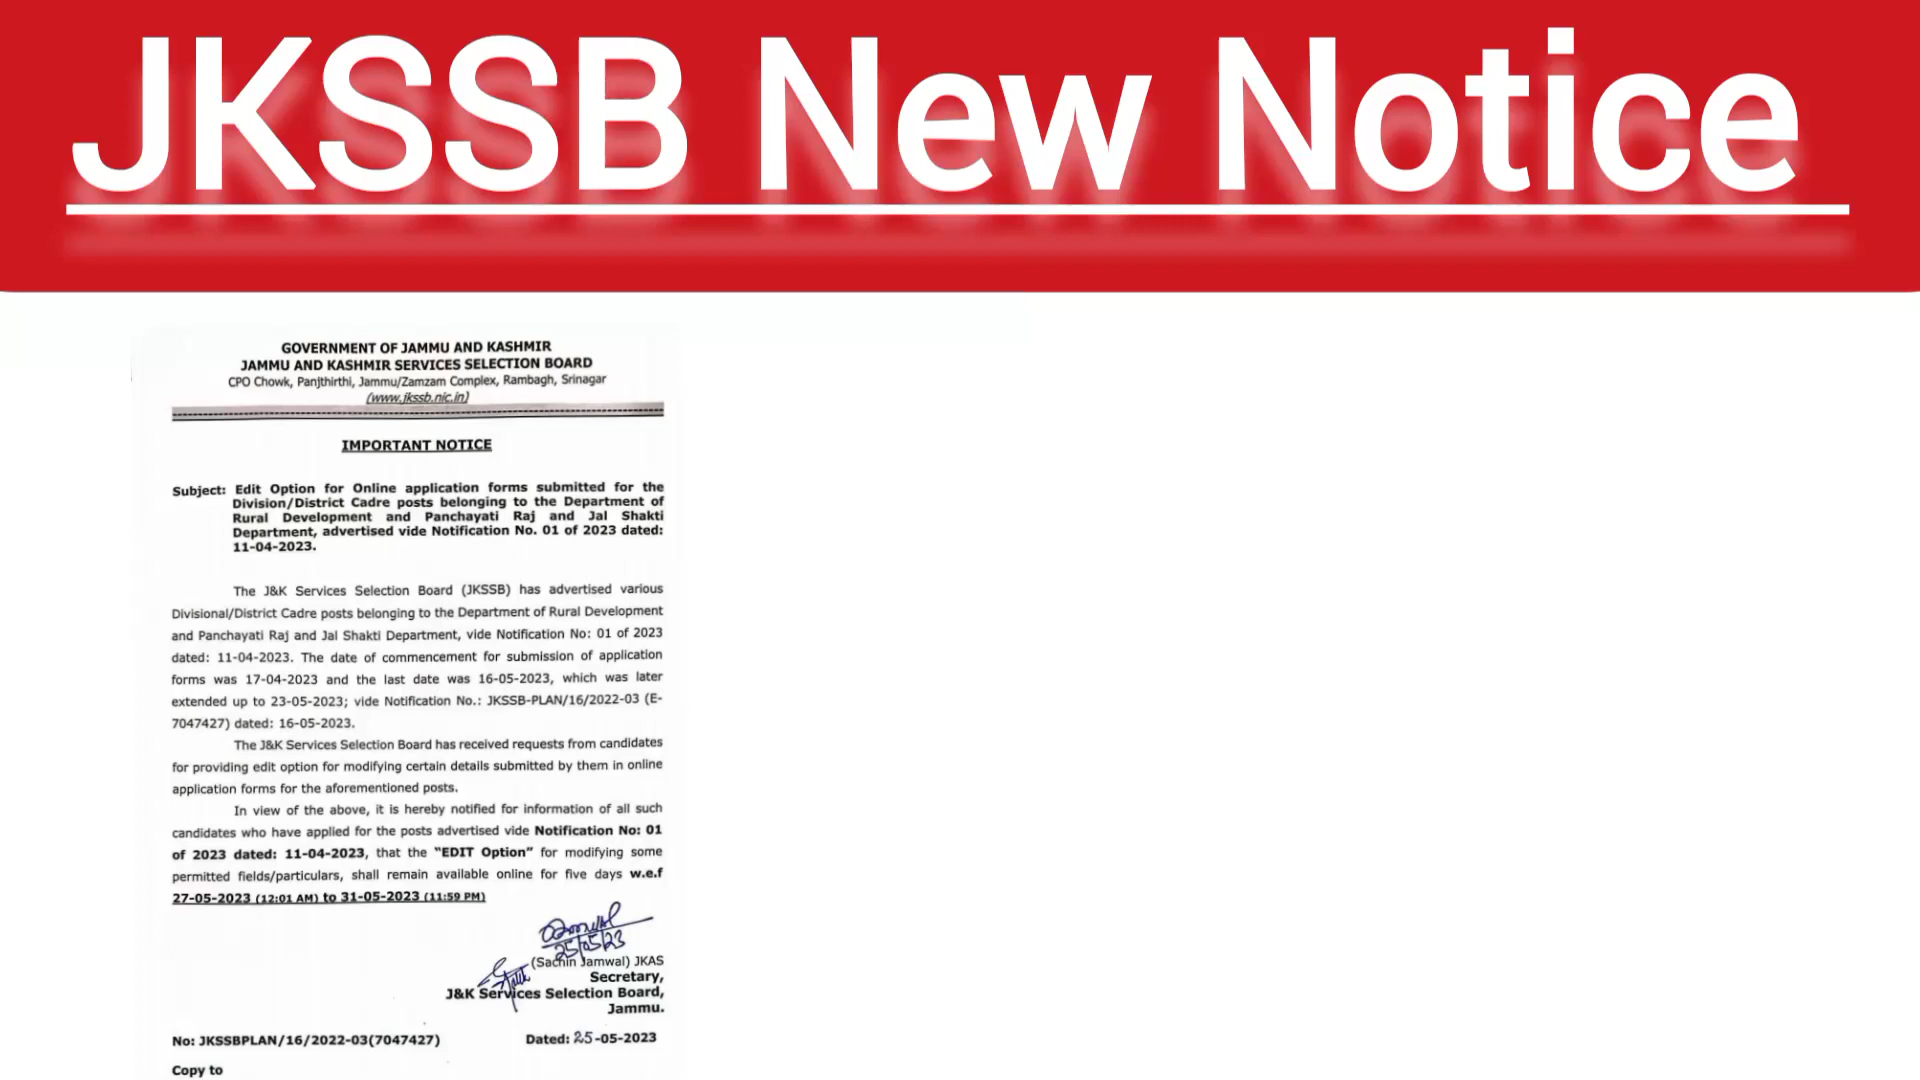 JKSSB New Notice
GOVERNMENT OF JAMMU AND KASHMIR
JAMMU AND KASHMIR SERVICES SELECTION BOARD
CPO Chowk, Panjthirthi, Jammu/Zamzam Complex, Rambagh, Srinagar
(www.jkssb.nic.in)
IMPORTANT NOTICE
Subject: Edit Option for Online application forms submitted for the
Division/District Cadre posts belonging to the Department of
Rural Development and Panchayati Raj and Jal Shakti
Department, advertised vide Notification No. 01 of 2023 dated:
11-04-2023.
The J&K Services Selection Board (JKSSB) has advertised various
Divisional/District Cadre posts belonging to the Department of Rural Development
and Panchayati Raj and Jal Shakti Department, vide Notification No: 01 of 2023
dated: 11-04-2023. The date of commencement for submission of application
forms was 17-04-2023 and the last date was 16-05-2023, which was later
extended up to 23-05-2023; vide Notification No.: JKSSB-PLAN/16/2022-03 (E-
7047427) dated: 16-05-2023.
The J&K Services Selection Board has received requests from candidates
for providing edit option for modifying certain details submitted by them in online
application forms for the aforementioned posts.
In view of the above, it is hereby notified for information of all such
candidates who have applied for the posts advertised vide Notification No: 01
of 2023 dated: 11-04-2023, that the "EDIT Option" for modifying some
permitted fields/particulars, shall remain available online for five days w.e.f
27-05-2023 (12:01 AM) to 31-05-2023 (11:59 PM)
25/05/23
(Sachin Jamwal) JKAS
Secretary,
J&K Services Selection Board,
Jammu.
No: JKSSBPLAN/16/2022-03(7047427) Dated: 25-05-2023
Copy to